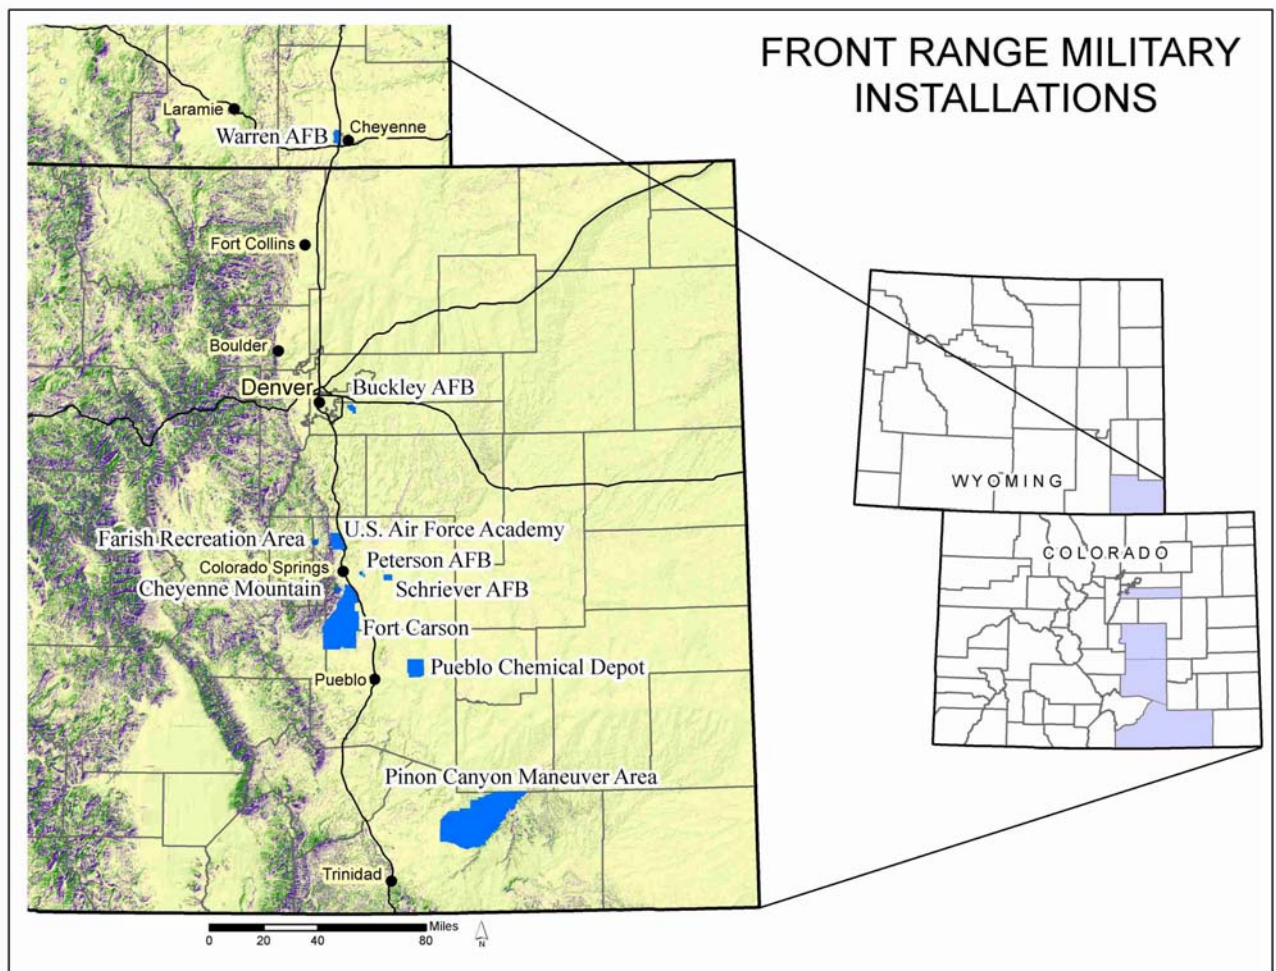 FRONT RANGE MILITARY
INSTALLATIONS
Laramie
Cheyenne
Warren AFB
Fort Collins
Boulder
Denver
Buckley AFB
WYOMING
COLORADO
U.S. Air Force Academy
Farish Recreation Area
Peterson AFB
Colorado Springs
Cheyenne Mountain
Schriever AFB
Fort Carson
Pueblo Chemical Depot
Pueblo
Pinon Canyon Maneuver Area
Trinidad
Miles
0 20 40 80
N